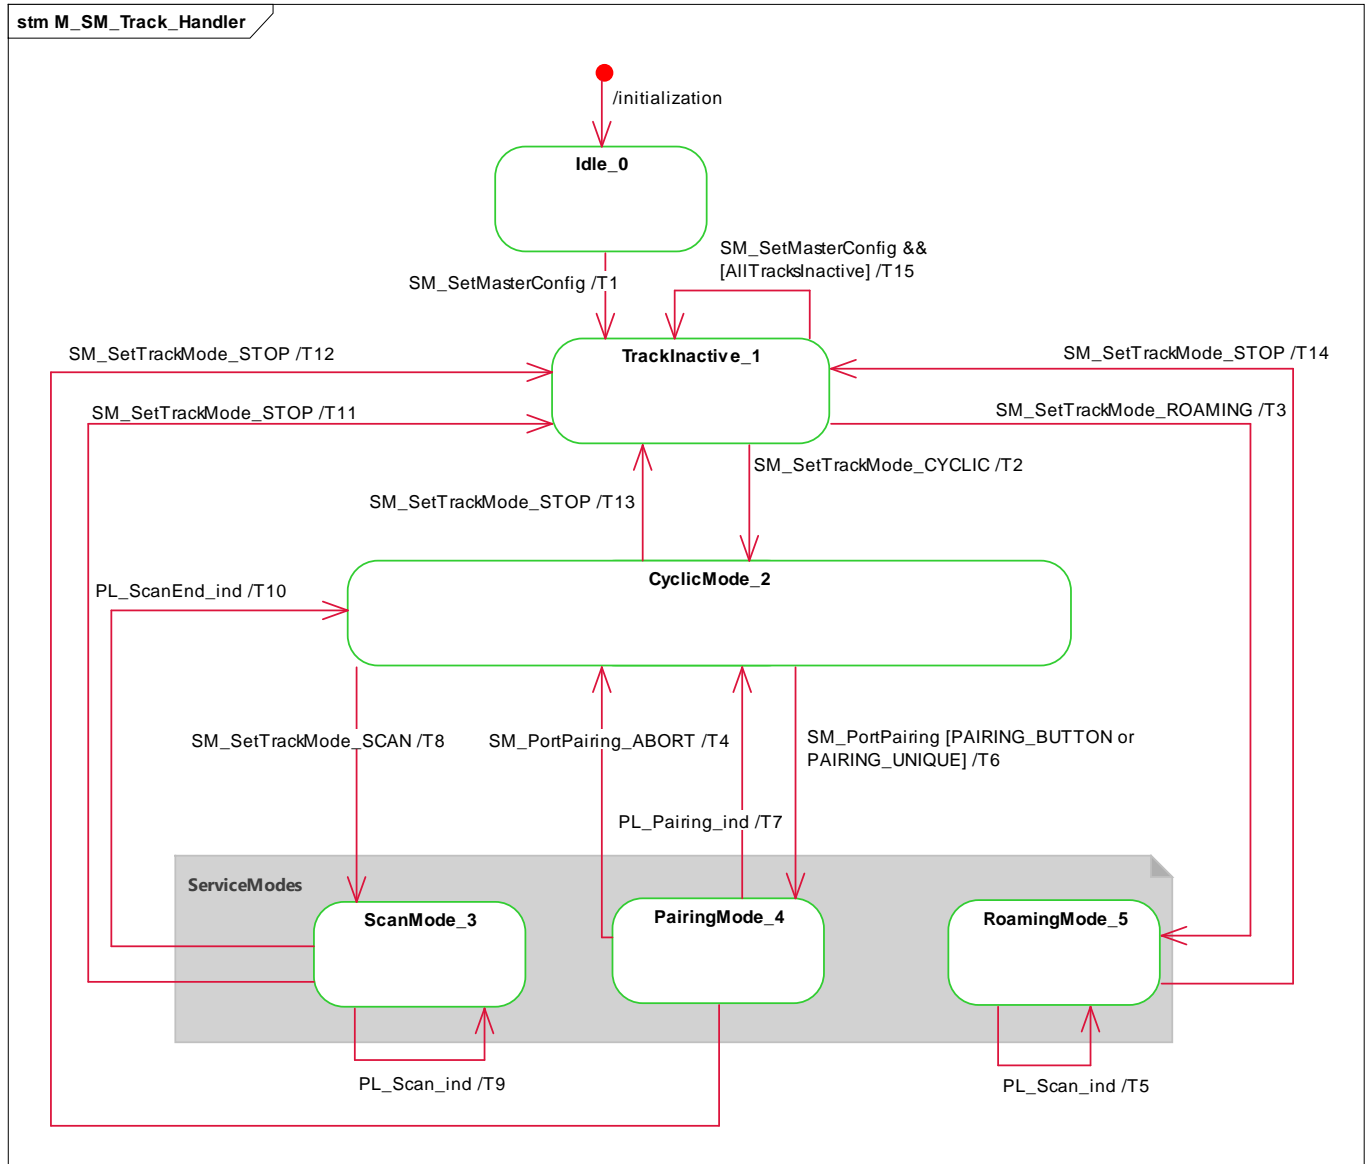 stm M_SM_Track_Handler
/initialization
Idle_0
SM_SetMasterConfig &&
[AllTracksInactive] /T15
SM_SetMasterConfig /T1
SM_SetTrackMode_STOP /T12
TrackInactive_1
SM_SetTrackMode_STOP /T14
SM_SetTrackMode_STOP /T11
SM_SetTrackMode_ROAMING /T3
SM_SetTrackMode_CYCLIC /T2
SM_SetTrackMode_STOP /T13
CyclicMode_2
PL_ScanEnd_ind /T10
SM_SetTrackMode_SCAN /T8
SM_PortPairing_ABORT /T4
SM_PortPairing [PAIRING_BUTTON or
PAIRING_UNIQUE] /T6
PL_Pairing_ind /T7
ServiceModes
ScanMode_3
PairingMode_4
RoamingMode_5
PL_Scan_ind /T9
PL_Scan_ind /T5